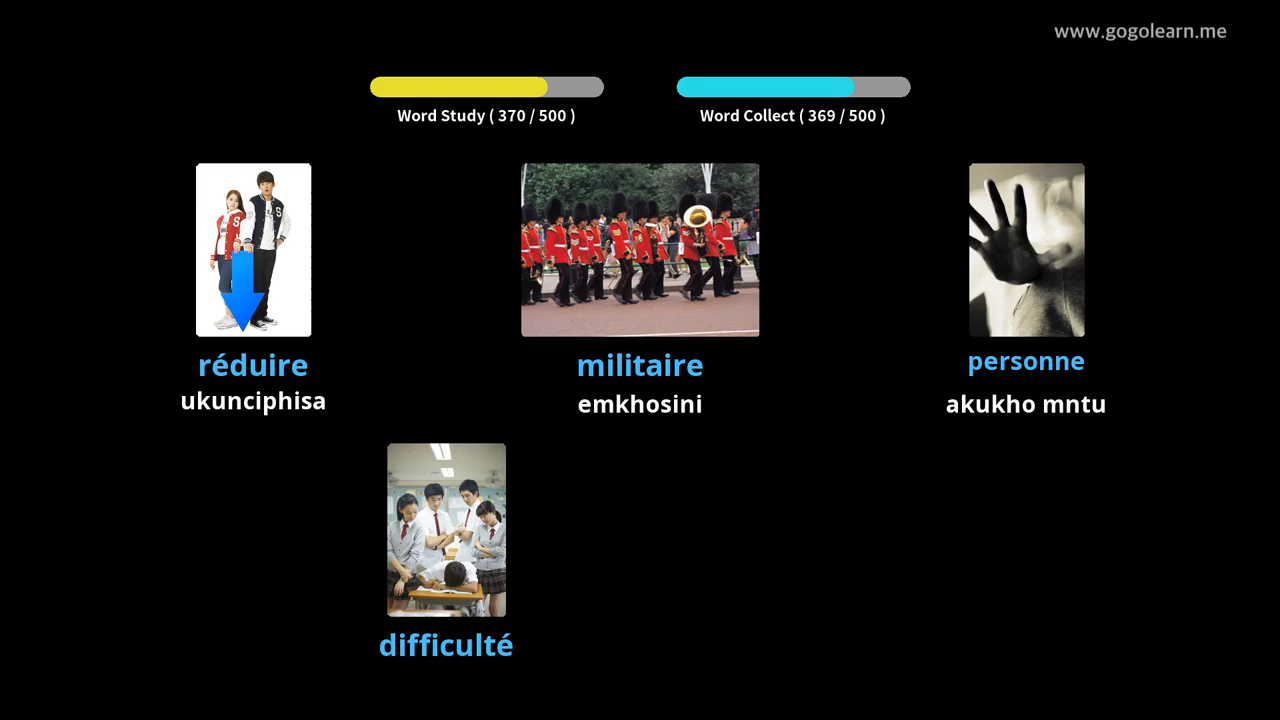 www.gogolearn.me
Word Study ( 370 / 500 )
Word Collect ( 369 / 500 )
réduire
militaire
personne
ukunciphisa
emkhosini
akukho mntu
difficulté